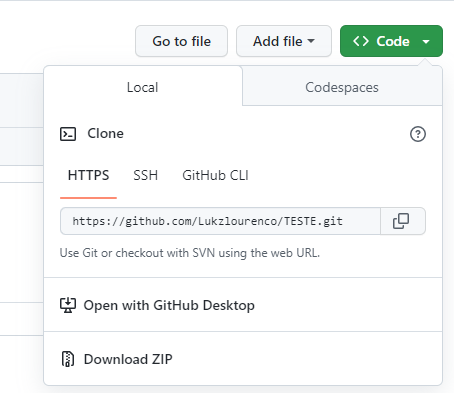 Go to file
Add file
<> Code
Local
Codespaces
Clone
HTTPS
SSH
GitHub CLI
https://github.com/Lukzlourenco/TESTE.git
Use Git or checkout with SVN using the web URL.
Open with GitHub Desktop
Download ZIP